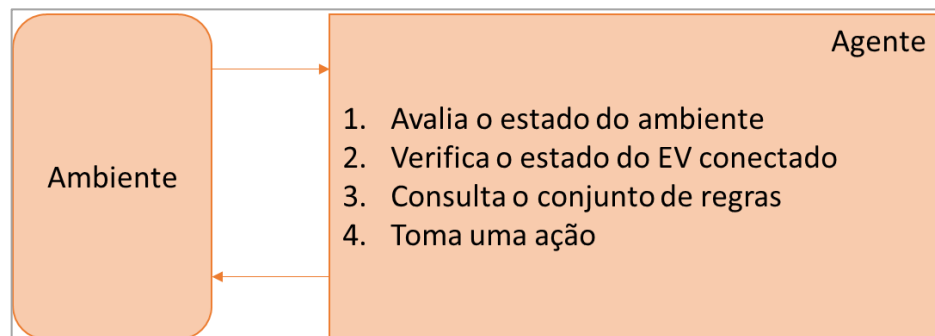 Ambiente
Agente
1. Avalia o estado do ambiente
2. Verifica o estado do EV conectado
3. Consulta o conjunto de regras
4. Toma uma ação